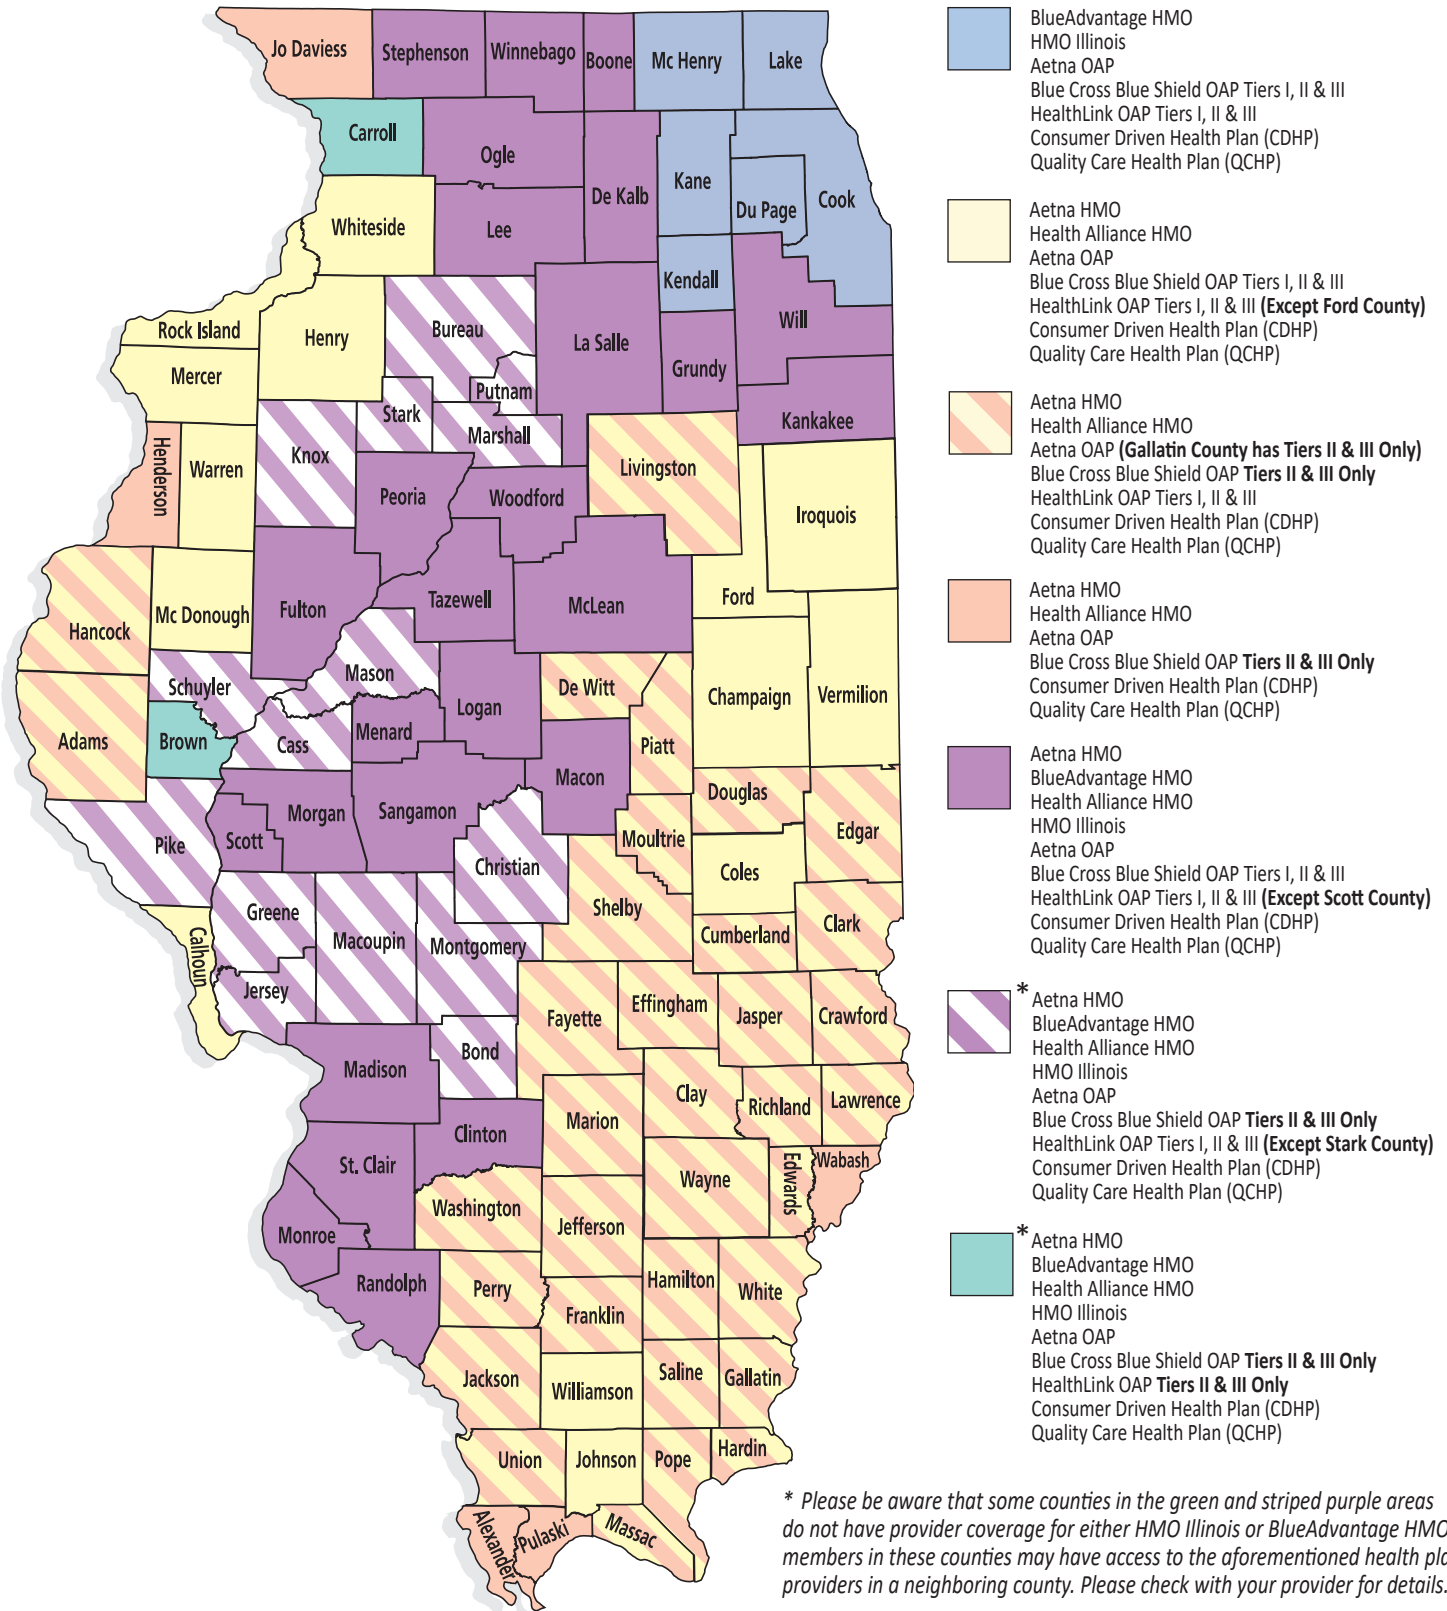 Jo Daviess
Stephenson
Winnebago
Boone
Mc Henry
Lake
Carroll
Ogle
De Kalb
Kane
Du Page
Cook
Whiteside
Lee
Kendall
Will
Rock Island
Henry
Bureau
La Salle
Grundy
Mercer
Putnam
Kankakee
Stark
Marshall
Henderson
Warren
Knox
Peoria
Woodford
Livingston
Iroquois
Hancock
Mc Donough
Fulton
Tazewell
McLean
Ford
Schuyler
Mason
De Witt
Champaign
Vermilion
Adams
Brown
Cass
Menard
Logan
Piatt
Macon
Pike
Scott
Morgan
Sangamon
Christian
Moultrie
Douglas
Edgar
Coles
Shelby
Calhoun
Greene
Macoupin
Montgomery
Cumberland
Clark
Jersey
Fayette
Effingham
Jasper
Crawford
Madison
Bond
Clay
Richland
Lawrence
Marion
St. Clair
Clinton
Wayne
Edwards
Wabash
Washington
Jefferson
Monroe
Randolph
Perry
Franklin
Hamilton
White
Jackson
Williamson
Saline
Gallatin
Union
Johnson
Pope
Hardin
Alexander
Pulaski
Massac
BlueAdvantage HMO
HMO Illinois
Aetna OAP
Blue Cross Blue Shield OAP Tiers I, II & III
HealthLink OAP Tiers I, II & III
Consumer Driven Health Plan (CDHP)
Quality Care Health Plan (QCHP)
Aetna HMO
Health Alliance HMO
Aetna OAP
Blue Cross Blue Shield OAP Tiers I, II & III
HealthLink OAP Tiers I, II & III (Except Ford County)
Consumer Driven Health Plan (CDHP)
Quality Care Health Plan (QCHP)
Aetna HMO
Health Alliance HMO
Aetna OAP (Gallatin County has Tiers II & III Only)
Blue Cross Blue Shield OAP Tiers II & III Only
HealthLink OAP Tiers I, II & III
Consumer Driven Health Plan (CDHP)
Quality Care Health Plan (QCHP)
Aetna HMO
Health Alliance HMO
Aetna OAP
Blue Cross Blue Shield OAP Tiers II & III Only
Consumer Driven Health Plan (CDHP)
Quality Care Health Plan (QCHP)
Aetna HMO
BlueAdvantage HMO
Health Alliance HMO
HMO Illinois
Aetna OAP
Blue Cross Blue Shield OAP Tiers I, II & III
HealthLink OAP Tiers I, II & III (Except Scott County)
Consumer Driven Health Plan (CDHP)
Quality Care Health Plan (QCHP)
* Aetna HMO
BlueAdvantage HMO
Health Alliance HMO
HMO Illinois
Aetna OAP
Blue Cross Blue Shield OAP Tiers II & III Only
HealthLink OAP Tiers I, II & III (Except Stark County)
Consumer Driven Health Plan (CDHP)
Quality Care Health Plan (QCHP)
* Aetna HMO
BlueAdvantage HMO
Health Alliance HMO
HMO Illinois
Aetna OAP
Blue Cross Blue Shield OAP Tiers II & III Only
HealthLink OAP Tiers II & III Only
Consumer Driven Health Plan (CDHP)
Quality Care Health Plan (QCHP)
* Please be aware that some counties in the green and striped purple areas
do not have provider coverage for either HMO Illinois or BlueAdvantage HMO
members in these counties may have access to the aforementioned health
providers in a neighboring county. Please check with your provider for details.